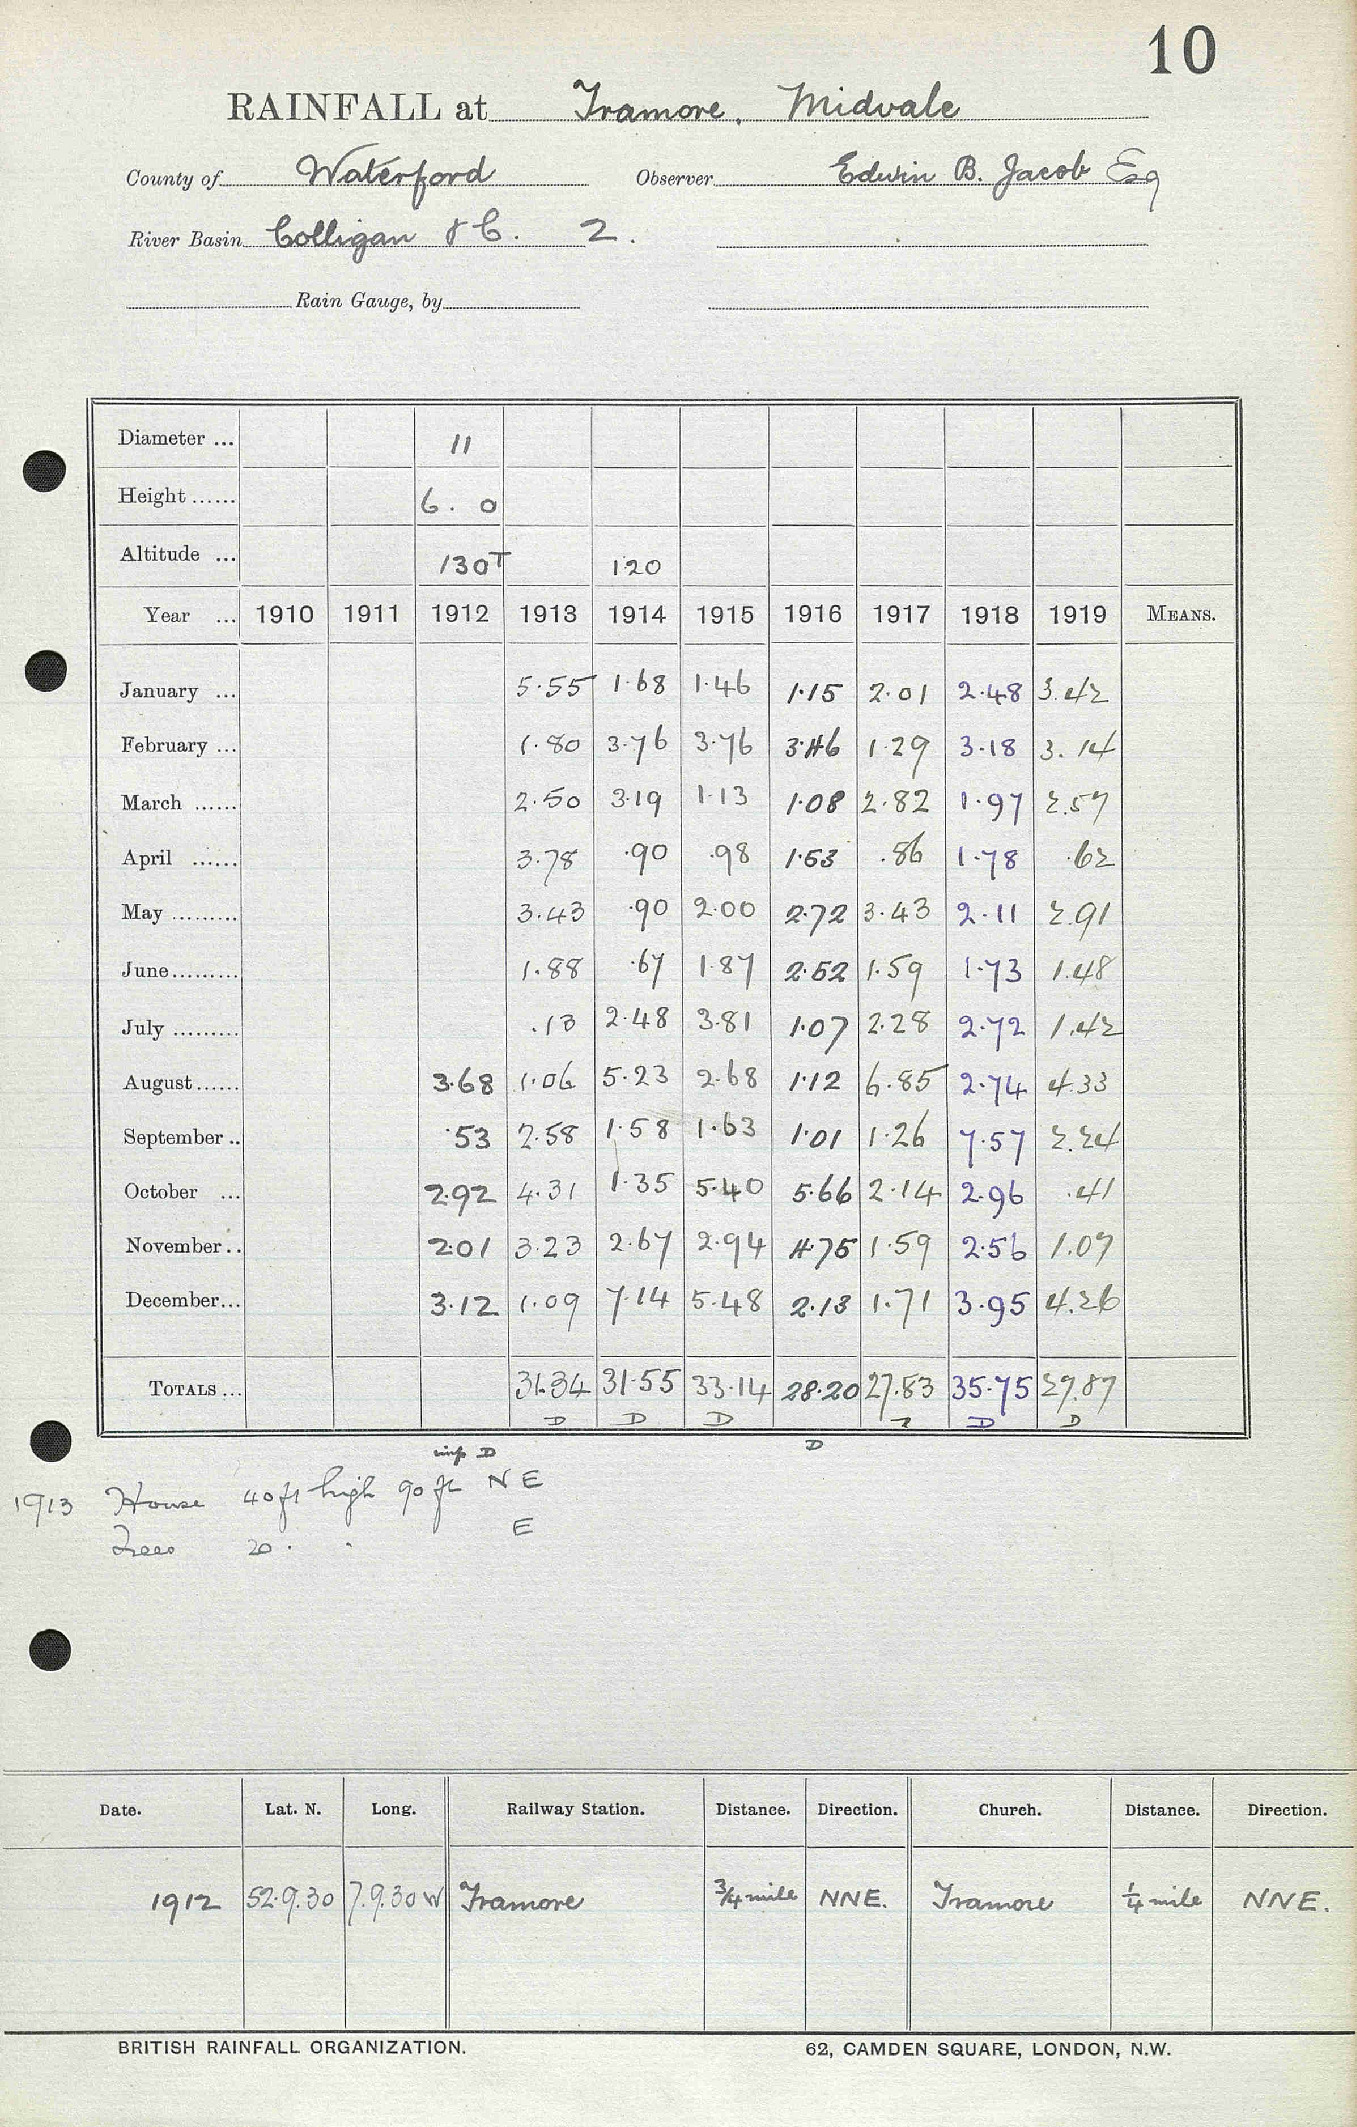 10
RAINFALL at Tramore, Midvale
County of Waterford Observer Edwin B. Jacob Esq
River Basin Colligan &C. 2.
Rain Gauge, by
Diameter ... 11
Height ...... 6. 0
Altitude ... 130T 120
Year ... 1910 1911 1912 1913 1914 1915 1916 1917 1918 1919 MEANS.
January ... 5.55 1.68 1.46 1.15 2.01 2.48 3.42
February ... 1.80 3.76 3.76 3.46 1.29 3.18 3.14
March ...... 2.50 3.19 1.13 1.08 2.82 1.97 2.57
April ...... 3.78 .90 .98 1.53 .86 1.78 .62
May ......... 3.43 .90 2.00 2.72 3.43 2.11 2.91
June ......... 1.88 .67 1.87 2.52 1.59 1.73 1.48
July ......... .13 2.48 3.81 1.07 2.28 2.72 1.42
August ...... 3.68 1.06 5.23 2.68 1.12 6.85 2.74 4.33
September .. .53 2.58 1.58 1.63 1.01 1.26 7.57 2.24
October ... 2.92 4.31 1.35 5.40 5.66 2.14 2.96 .41
November .. 2.01 3.23 2.67 2.94 4.75 1.59 2.56 1.07
December ... 3.12 1.09 7.14 5.48 2.13 1.71 3.95 4.26
TOTALS ... 31.34 31.55 33.14 28.20 27.83 35.75 27.87
D D D D D
D D
1913 House 40 ft high 90 ft NE
Trees 20 . . E
Date. Lat. N. Long. Railway Station. Distance. Direction. Church. Distance. Direction.
1912 52.9.30 7.9.30 W Tramore 3/4 mile NNE. Tramore 1/4 mile NNE.
BRITISH RAINFALL ORGANIZATION. 62, CAMDEN SQUARE, LONDON, N.W.